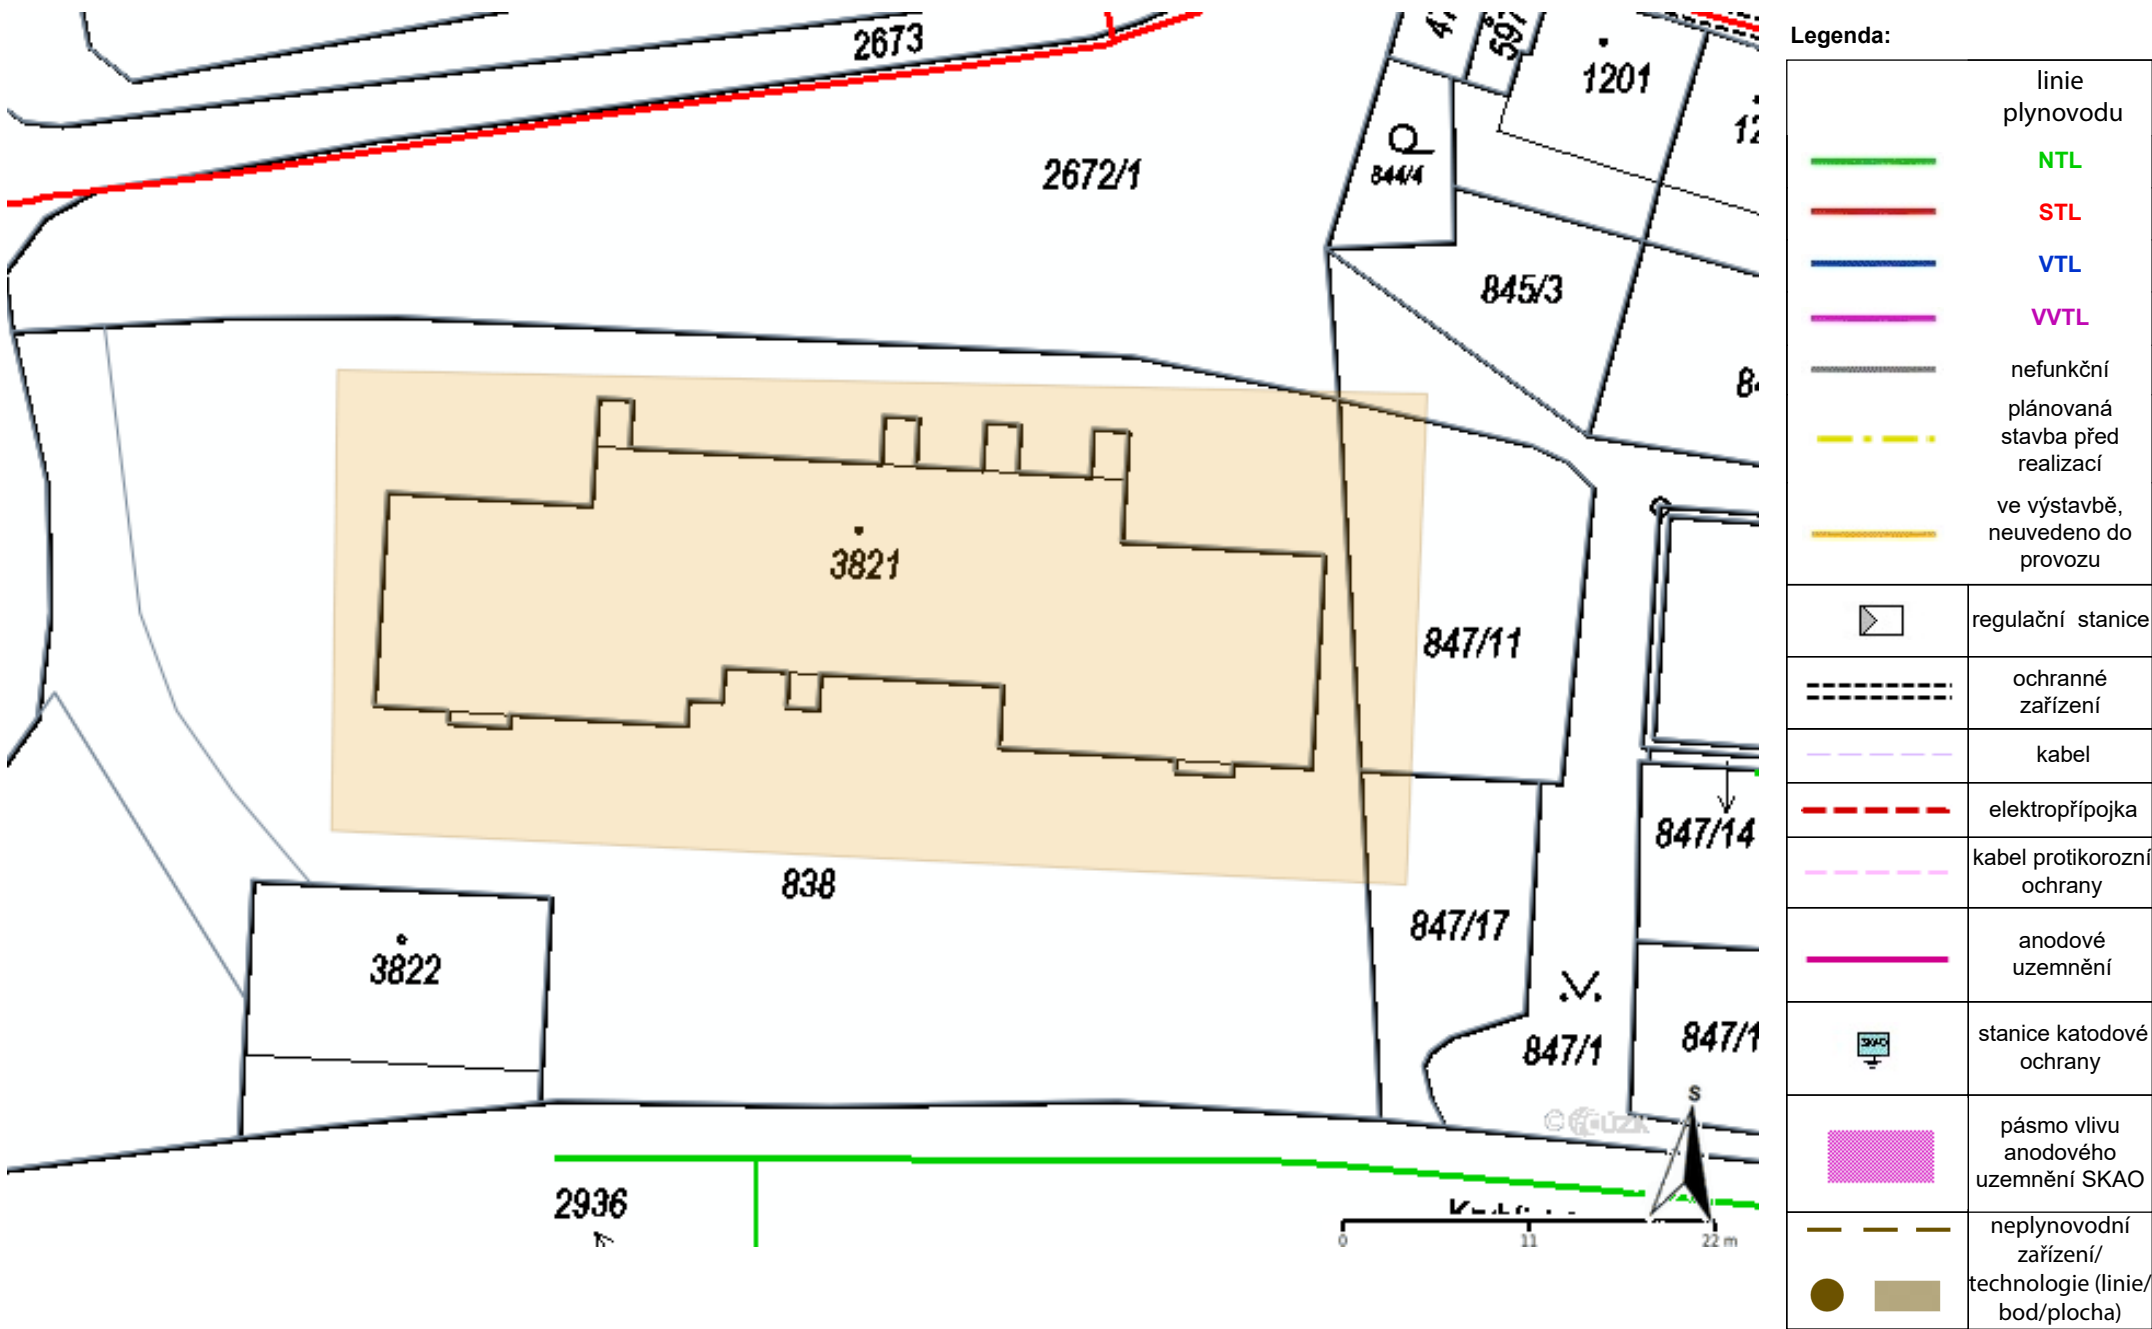 2673
1201
2672/1
844/4
845/3
3821
847/11
838
847/14
847/17
3822
847/1
2936
S
0 11 22 m
Legenda:
linie
plynovodu
NTL
STL
VTL
VVTL
nefunkční
plánovaná
stavba před
realizací
ve výstavbě,
neuvedeno do
provozu
regulační stanice
ochranné
zařízení
kabel
elektropřípojka
kabel protikorozní
ochrany
anodové
uzemnění
SKAO
stanice katodové
ochrany
pásmo vlivu
anodového
uzemnění SKAO
neplynovodní
zařízení/
technologie (linie/
bod/plocha)